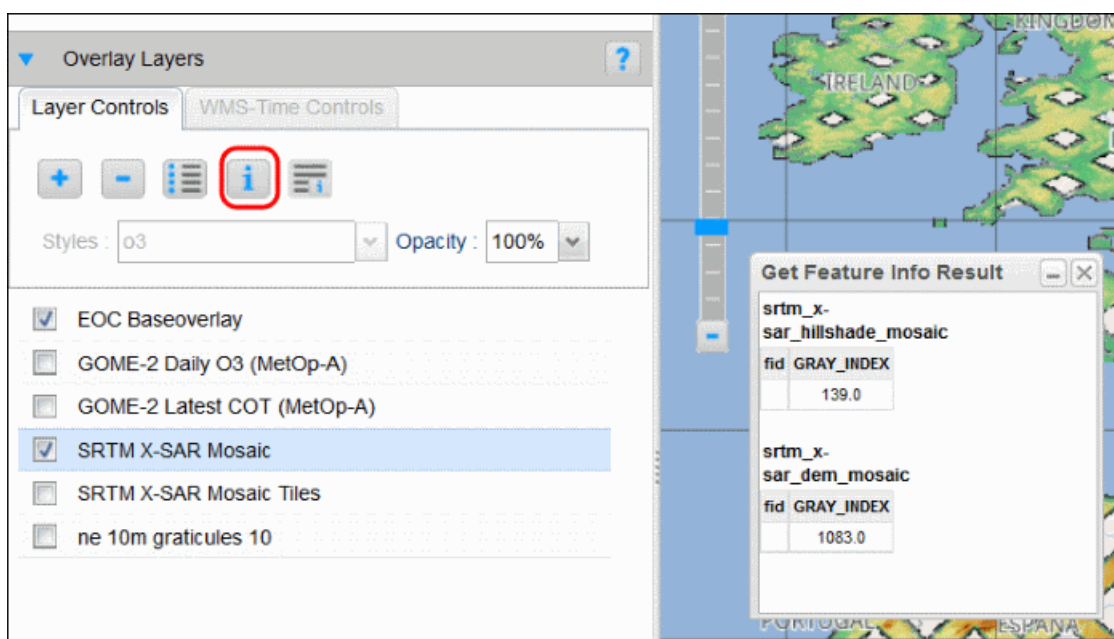 Overlay Layers
?
Layer Controls
WMS-Time Controls
+ - i i
Styles : o3
Opacity : 100%
EOC Baseoverlay
GOME-2 Daily O3 (MetOp-A)
GOME-2 Latest COT (MetOp-A)
SRTM X-SAR Mosaic
SRTM X-SAR Mosaic Tiles
ne 10m graticules 10
KINGDOM
IRELAND
-
Get Feature Info Result
srtm_x-
sar_hillshade_mosaic
fid GRAY_INDEX
139.0
srtm_x-
sar_dem_mosaic
fid GRAY_INDEX
1083.0
PORTUGAL
ESPAÑA